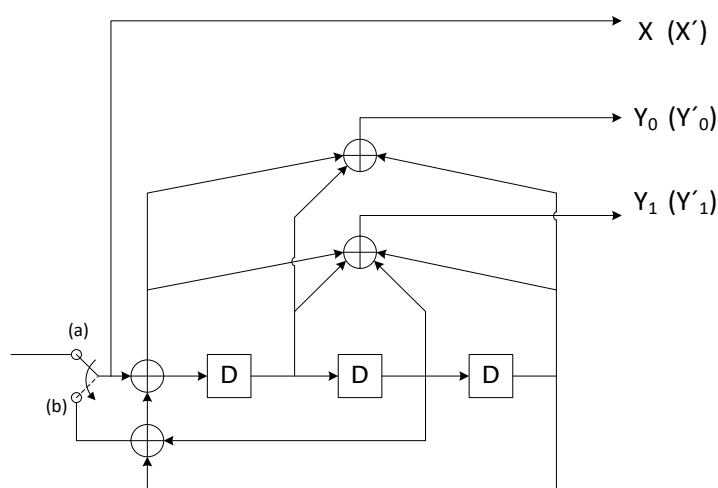 X (X´)
Y₀ (Y´₀)
Y₁ (Y´₁)
(a)
D D D
(b)